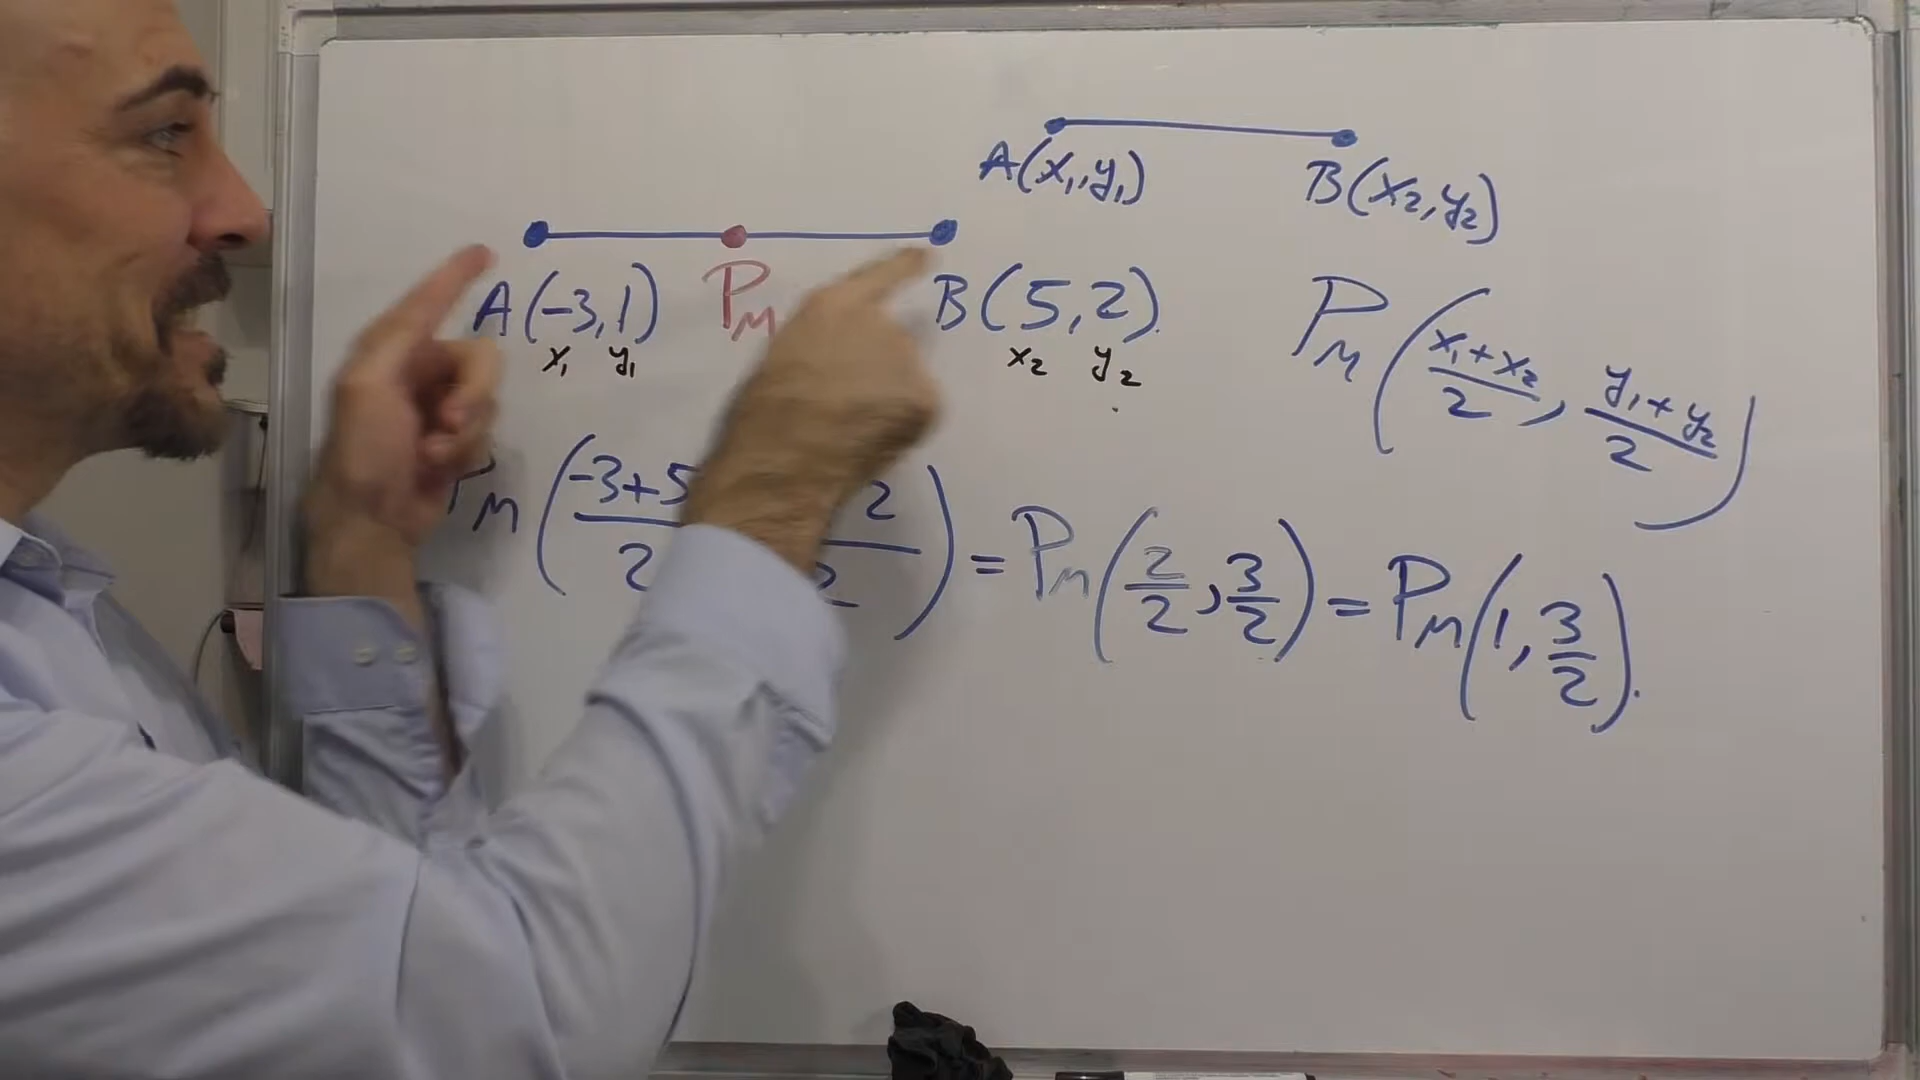 A(x₁,y₁) B(x₂,y₂)
A(-3,1) P_M B(5,2)
x₁ y₁ x₂ y₂
P_M((x₁+x₂)/2, (y₁+y₂)/2)
P_M((-3+5)/2 2/2) = P_M(2/2, 3/2) = P_M(1, 3/2).